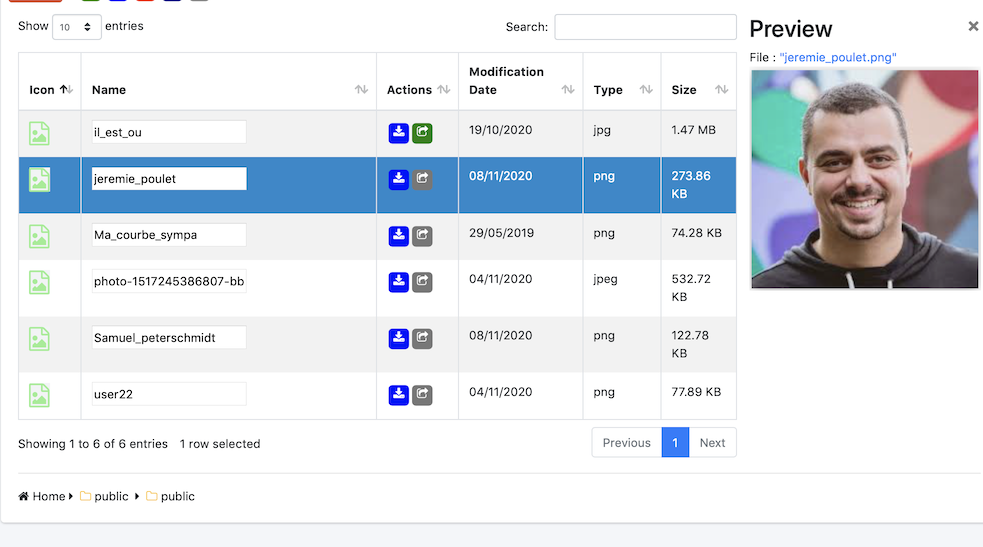 Show 10 entries
Search:
Preview
File : "jeremie_poulet.png"
Icon Name Actions Modification Date Type Size
il_est_ou 19/10/2020 jpg 1.47 MB
jeremie_poulet 08/11/2020 png 273.86 KB
Ma_courbe_sympa 29/05/2019 png 74.28 KB
photo-1517245386807-bb 04/11/2020 jpeg 532.72 KB
Samuel_peterschmidt 08/11/2020 png 122.78 KB
user22 04/11/2020 png 77.89 KB
Showing 1 to 6 of 6 entries 1 row selected
Previous 1 Next
Home public public